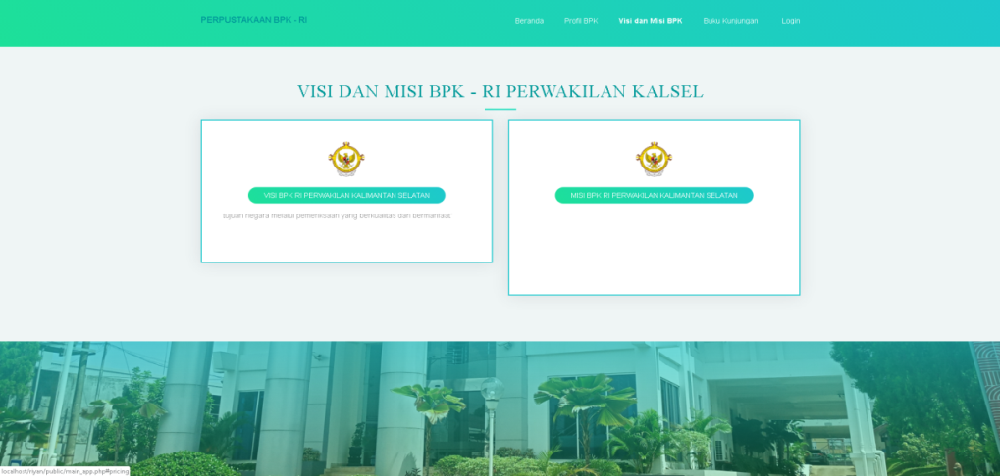 PERPUSTAKAAN BPK - RI
Beranda Profil BPK Visi dan Misi BPK Buku Kunjungan Login
VISI DAN MISI BPK - RI PERWAKILAN KALSEL
VISI BPK RI PERWAKILAN KALIMANTAN SELATAN
tujuan negara melalui pemeriksaan yang berkualitas dan bermanfaat"
MISI BPK RI PERWAKILAN KALIMANTAN SELATAN
localhost/riyan/public/main_app.php#pricing